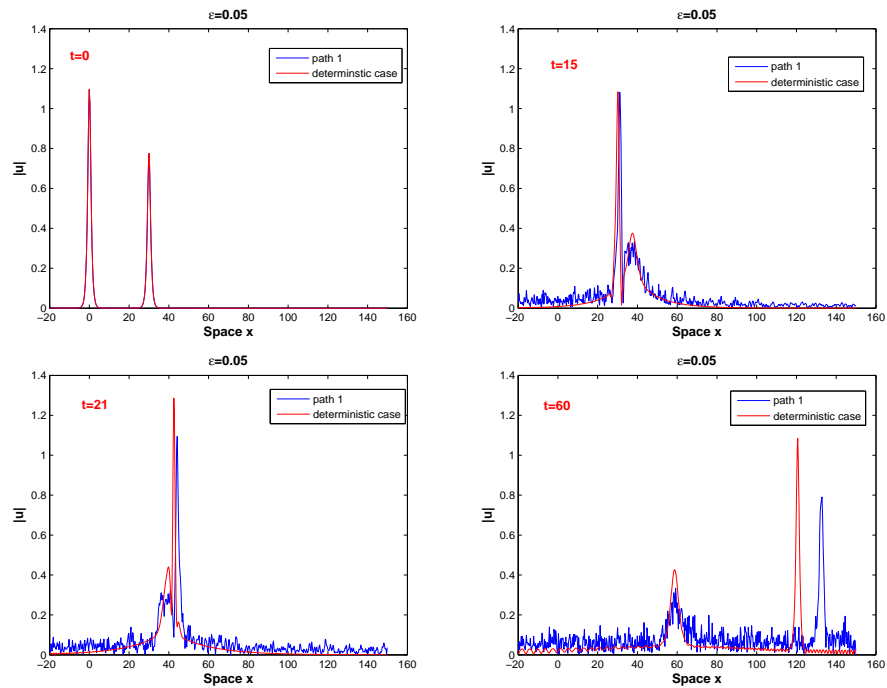 ε=0.05
1.4
1.2
1
0.8
0.6
0.4
0.2
0
|u|
t=0
path 1
determinstic case
−20 0 20 40 60 80 100 120 140 160
Space x
ε=0.05
1.4
1.2
1
0.8
0.6
0.4
0.2
0
|u|
t=15
path 1
deterministic case
−20 0 20 40 60 80 100 120 140 160
Space x
ε=0.05
1.4
1.2
1
0.8
0.6
0.4
0.2
0
|u|
t=21
path 1
deterministic case
−20 0 20 40 60 80 100 120 140 160
Space x
ε=0.05
1.4
1.2
1
0.8
0.6
0.4
0.2
0
|u|
t=60
path 1
deterministic case
−20 0 20 40 60 80 100 120 140 160
Space x